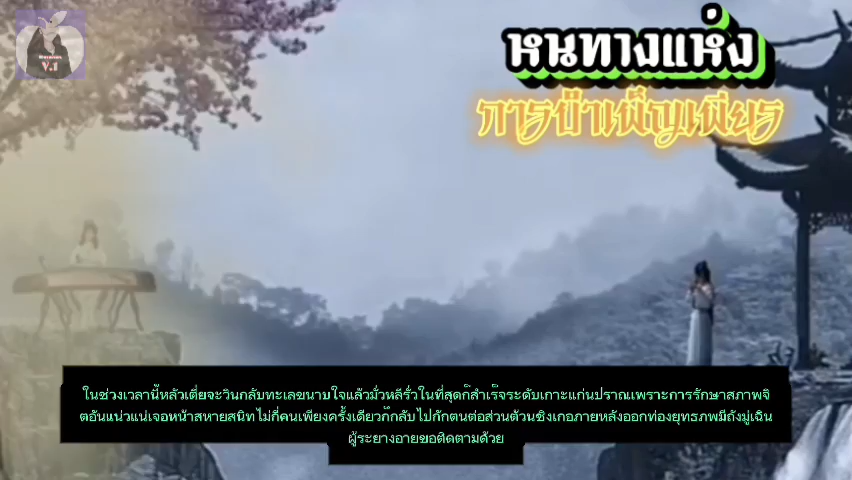 หนทางแห่ง
การบำเพ็ญเพียร
V.1
ในช่วงเวลานี้หลัวเตี่ยจะวินกลับทะเลขนาบใจแล้วมั่วหลีรั่วในที่สุดก็สำเร็จระดับเกาะแก่นปราณเพราะการรักษาสภาพจิ
ตอันแน่วแน่เจอหน้าสหายสนิทไม่กี่คนเพียงครั้งเดียวก็กลับไปกักตนต่อส่วนตัวนชิงเกอภายหลังออกท่องยุทธภพมีถังมู่เฉิน
ผู้ระยางอายขอติดตามด้วย